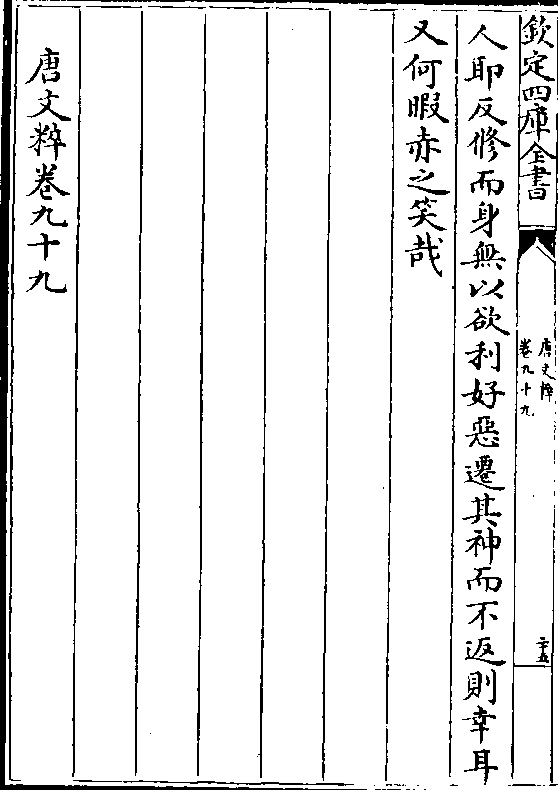 欽定四庫全書
唐文粹
卷九十九
二十五
人耶反修而身無以欲利好惡遷其神而不返則幸耳
又何暇赤之笑哉
唐文粹卷九十九